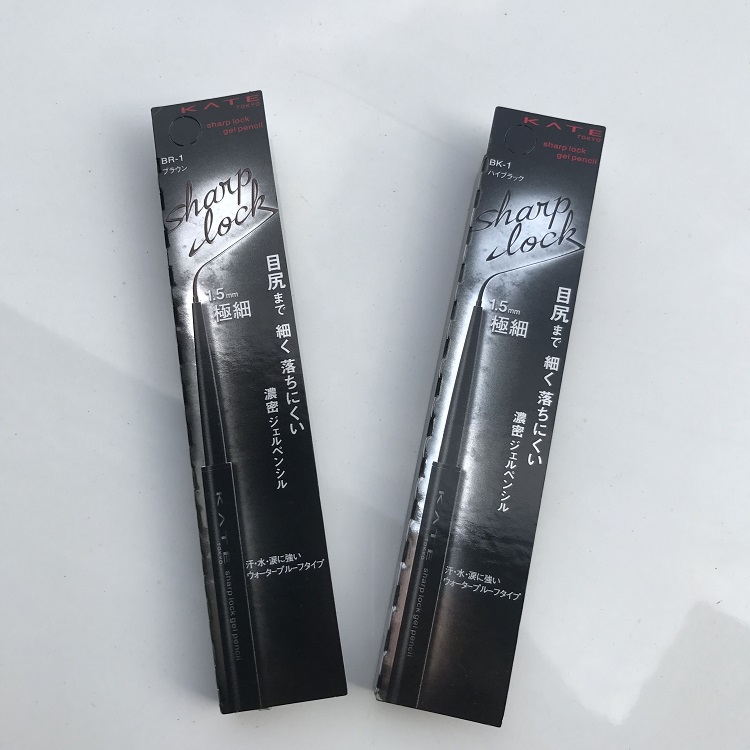 KATE
TOKYO
sharp lock
gel pencil
BR-1
ブラウン
sharp
lock
1.5mm
極細
目尻まで 細く 落ちにくい
濃密 ジェルペンシル
KATE
TOKYO
sharp lock gel pencil
汗・水・涙に強い
ウォータープルーフタイプ
KATE
TOKYO
sharp lock
gel pencil
BK-1
ハイブラック
sharp
lock
1.5mm
極細
目尻まで 細く 落ちにくい
濃密 ジェルペンシル
KATE
TOKYO
sharp lock gel pencil
汗・水・涙に強い
ウォータープルーフタイプ